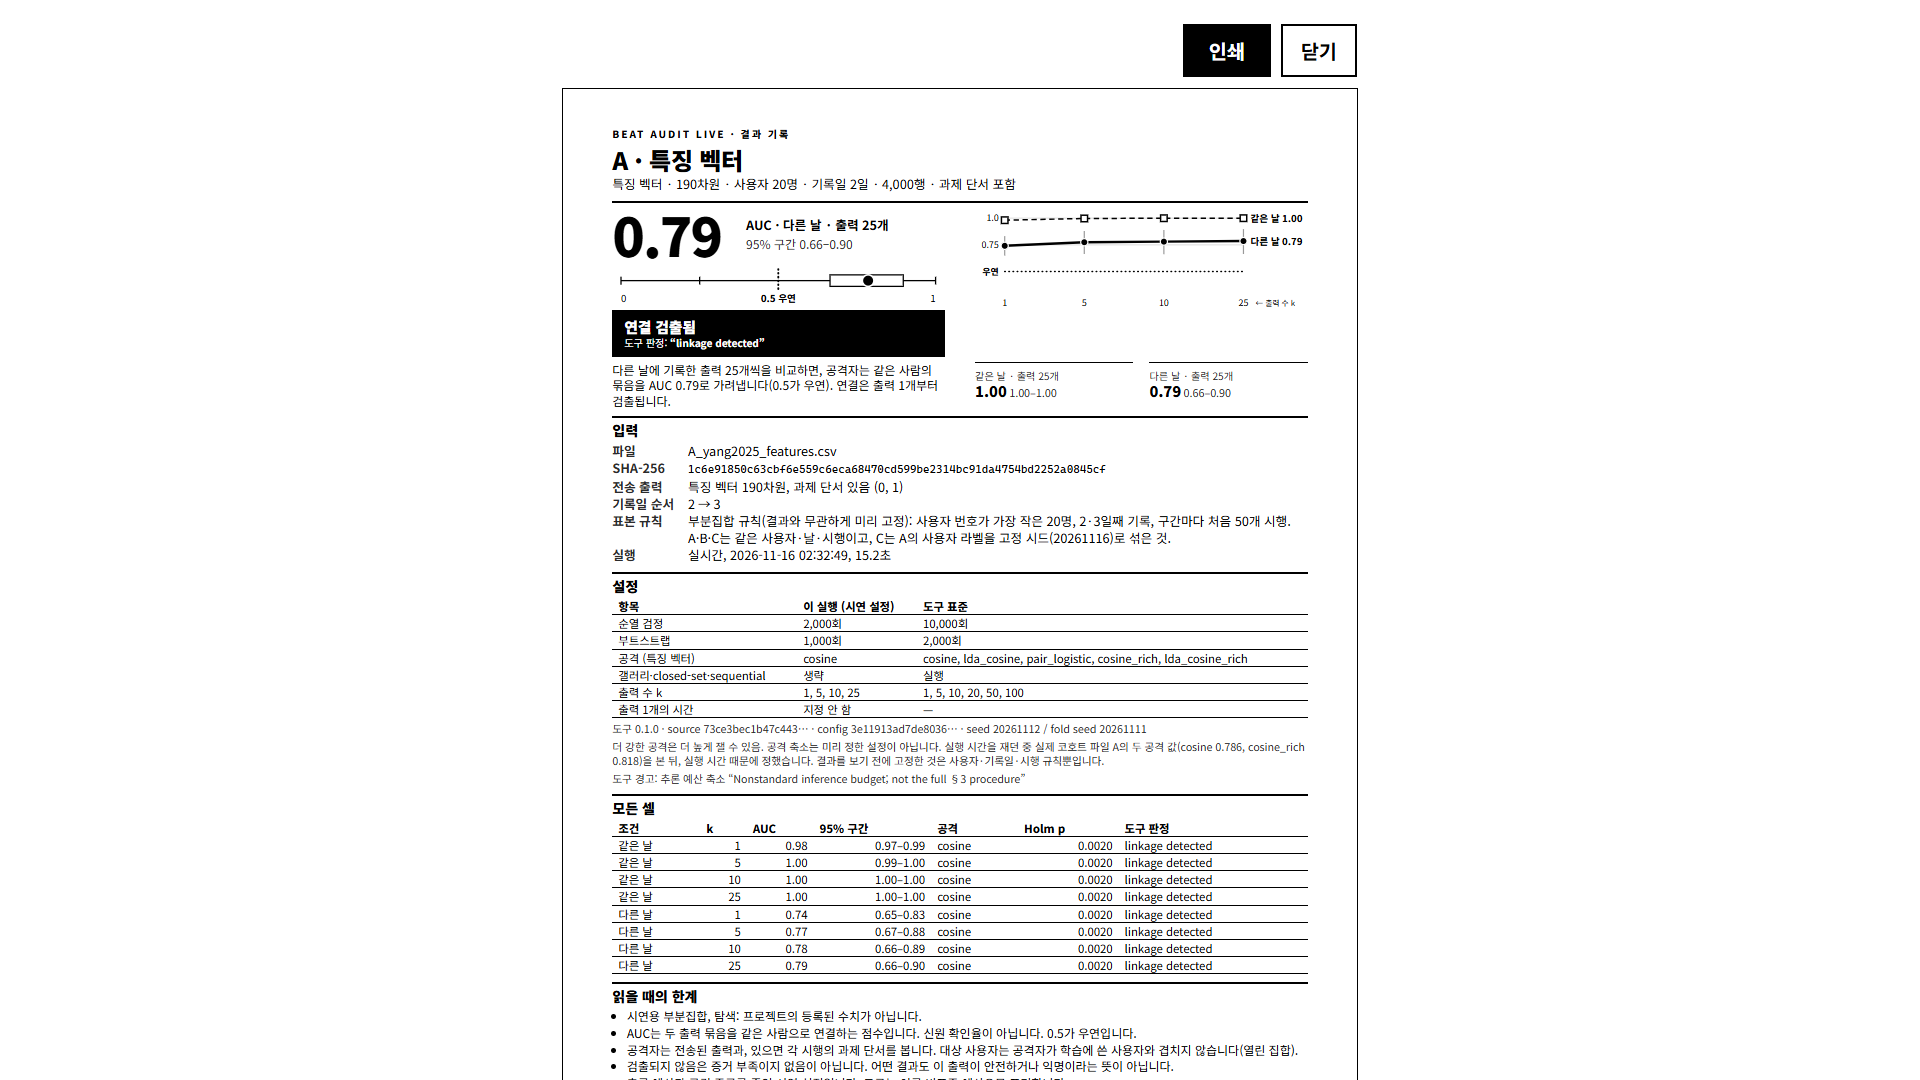 인쇄
닫기
BEAT AUDIT LIVE · 결과 기록
A · 특징 벡터
특징 벡터 · 190차원 · 사용자 20명 · 기록일 2일 · 4,000행 · 과제 단서 포함
0.79
AUC · 다른 날 · 출력 25개
95% 구간 0.66–0.90
0
0.5 우연
1
연결 검출됨
도구 판정: “linkage detected”
다른 날에 기록한 출력 25개씩을 비교하면, 공격자는 같은 사람의
묶음을 AUC 0.79로 가려냅니다(0.5가 우연). 연결은 출력 1개부터
검출됩니다.
1.0
같은 날 1.00
0.75
다른 날 0.79
우연
1 5 10 25 ← 출력 수 k
같은 날 · 출력 25개
1.00 1.00–1.00
다른 날 · 출력 25개
0.79 0.66–0.90
입력
파일 A_yang2025_features.csv
SHA-256 1c6e91850c63cbf6e559c6eca68470cd599be2314bc91da4754bd2252a0845cf
전송 출력 특징 벡터 190차원, 과제 단서 있음 (0, 1)
기록일 순서 2 → 3
표본 규칙 부분집합 규칙(결과와 무관하게 미리 고정): 사용자 번호가 가장 작은 20명, 2·3일째 기록, 구간마다 처음 50개 시행.
A·B·C는 같은 사용자·날·시행이고, C는 A의 사용자 라벨을 고정 시드(20261116)로 섞은 것.
실행 실시간, 2026-11-16 02:32:49, 15.2초
설정
항목 이 실행 (시연 설정) 도구 표준
순열 검정 2,000회 10,000회
부트스트랩 1,000회 2,000회
공격 (특징 벡터) cosine cosine, lda_cosine, pair_logistic, cosine_rich, lda_cosine_rich
갤러리·closed-set·sequential 생략 실행
출력 수 k 1, 5, 10, 25 1, 5, 10, 20, 50, 100
출력 1개의 시간 지정 안 함 —
도구 0.1.0 · source 73ce3bec1b47c443… · config 3e11913ad7de8036… · seed 20261112 / fold seed 20261111
더 강한 공격은 더 높게 잴 수 있음. 공격 축소는 미리 정한 설정이 아닙니다. 실행 시간을 재던 중 실제 코호트 파일 A의 두 공격 값(cosine 0.786, cosine_rich
0.818)을 본 뒤, 실행 시간 때문에 정했습니다. 결과를 보기 전에 고정한 것은 사용자·기록일·시행 규칙뿐입니다.
도구 경고: 추론 예산 축소 “Nonstandard inference budget; not the full §3 procedure”
모든 셀
조건 k AUC 95% 구간 공격 Holm p 도구 판정
같은 날 1 0.98 0.97–0.99 cosine 0.0020 linkage detected
같은 날 5 1.00 0.99–1.00 cosine 0.0020 linkage detected
같은 날 10 1.00 1.00–1.00 cosine 0.0020 linkage detected
같은 날 25 1.00 1.00–1.00 cosine 0.0020 linkage detected
다른 날 1 0.74 0.65–0.83 cosine 0.0020 linkage detected
다른 날 5 0.77 0.67–0.88 cosine 0.0020 linkage detected
다른 날 10 0.78 0.66–0.89 cosine 0.0020 linkage detected
다른 날 25 0.79 0.66–0.90 cosine 0.0020 linkage detected
읽을 때의 한계
시연용 부분집합, 탐색: 프로젝트의 등록된 수치가 아닙니다.
AUC는 두 출력 묶음을 같은 사람으로 연결하는 점수입니다. 신원 확인율이 아닙니다. 0.5가 우연입니다.
공격자는 전송된 출력과, 있으면 각 시행의 과제 단서를 봅니다. 대상 사용자는 공격자가 학습에 쓴 사용자와 겹치지 않습니다(열린 집합).
검출되지 않음은 증거 부족이지 없음이 아닙니다. 어떤 결과도 이 출력이 안전하거나 익명이라는 뜻이 아닙니다.